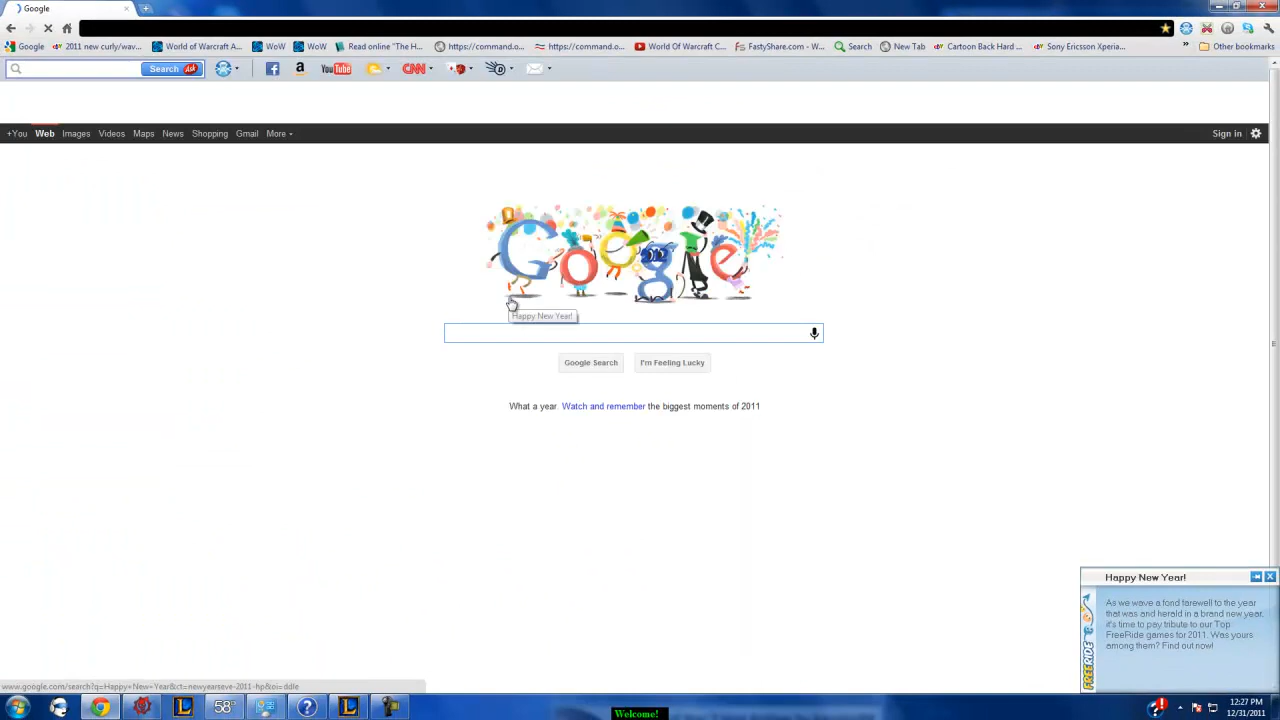 Google
Google 2011 new curly/wav... World of Warcraft A... WoW WoW Read online "The H... https://command.o... https://command.o... World Of Warcraft C... FastyShare.com - W... Search New Tab Cartoon Back Hard ... Sony Ericsson Xperia... » Other bookmarks
Search Ask YouTube CNN
+You Web Images Videos Maps News Shopping Gmail More Sign in
Google
Happy New Year!
Google Search I'm Feeling Lucky
What a year. Watch and remember the biggest moments of 2011
Happy New Year!
As we wave a fond farewell to the year
that was and herald in a brand new year,
it's time to pay tribute to our Top
FreeRide games for 2011. Was yours
among them? Find out now!
FREERIDE
www.google.com/search?q=Happy+New+Year&ct=newyearseve-2011-hp&oi=ddle
58°
12:27 PM
12/31/2011
Welcome!